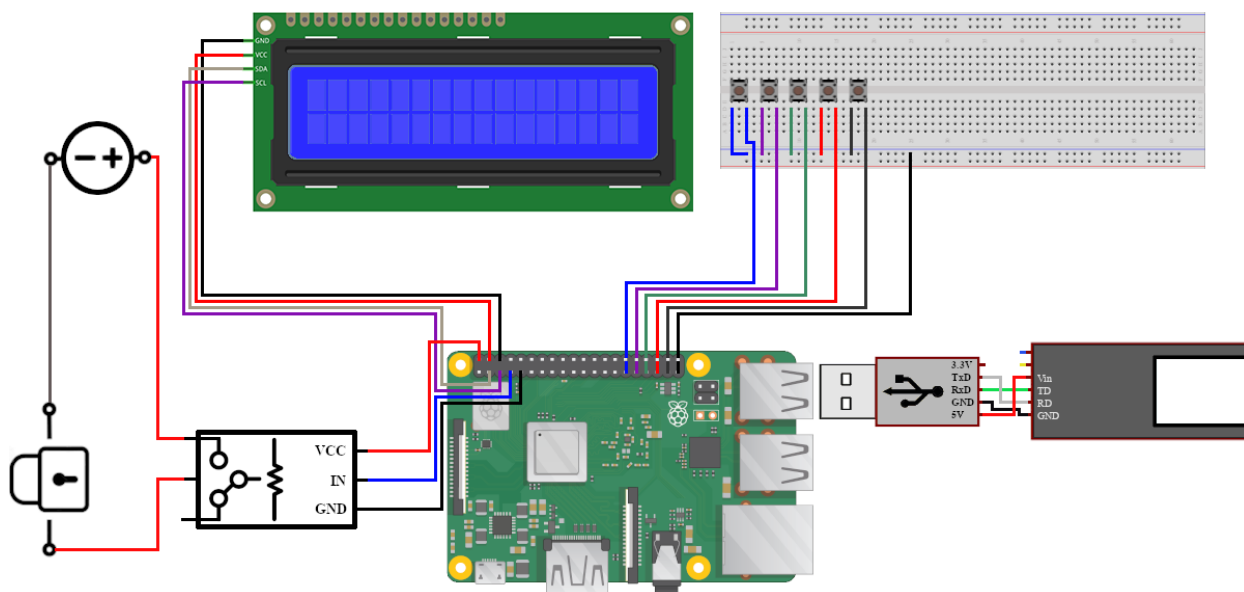 GND
VCC
SDA
SCL
VCC
IN
GND
3.3V
TxD
RxD
GND
5V
Vin
TD
RD
GND